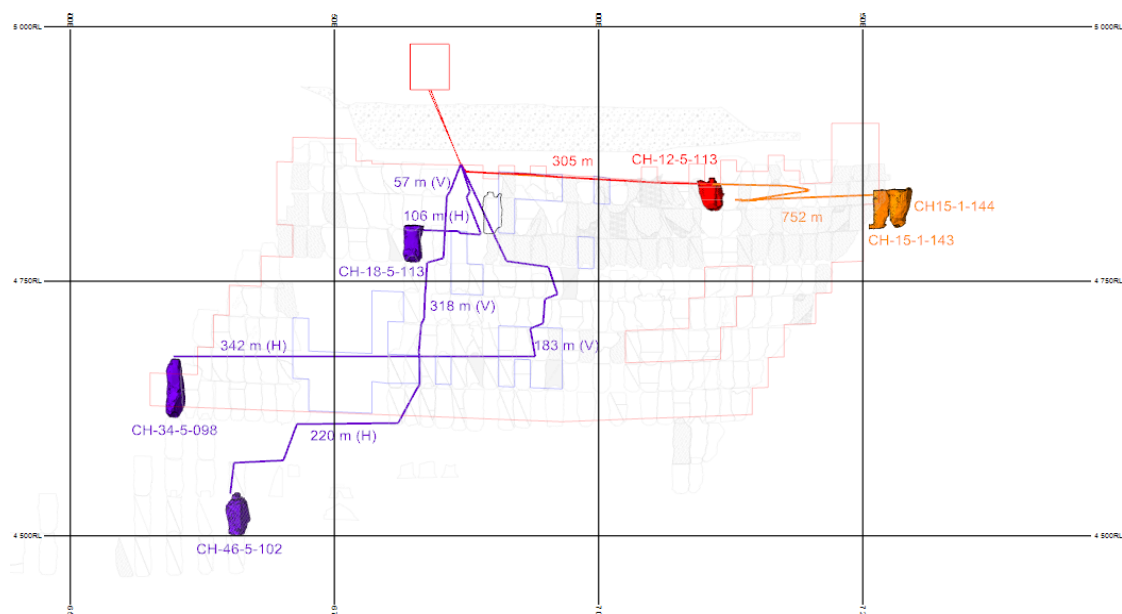 5 000RL
5 000RL
305 m
CH-12-5-113
57 m (V)
CH15-1-144
752 m
106 m (H)
CH-15-1-143
CH-18-5-113
4 750RL
4 750RL
318 m (V)
342 m (H)
183 m (V)
CH-34-5-098
220 m (H)
4 500RL
4 500RL
CH-46-5-102